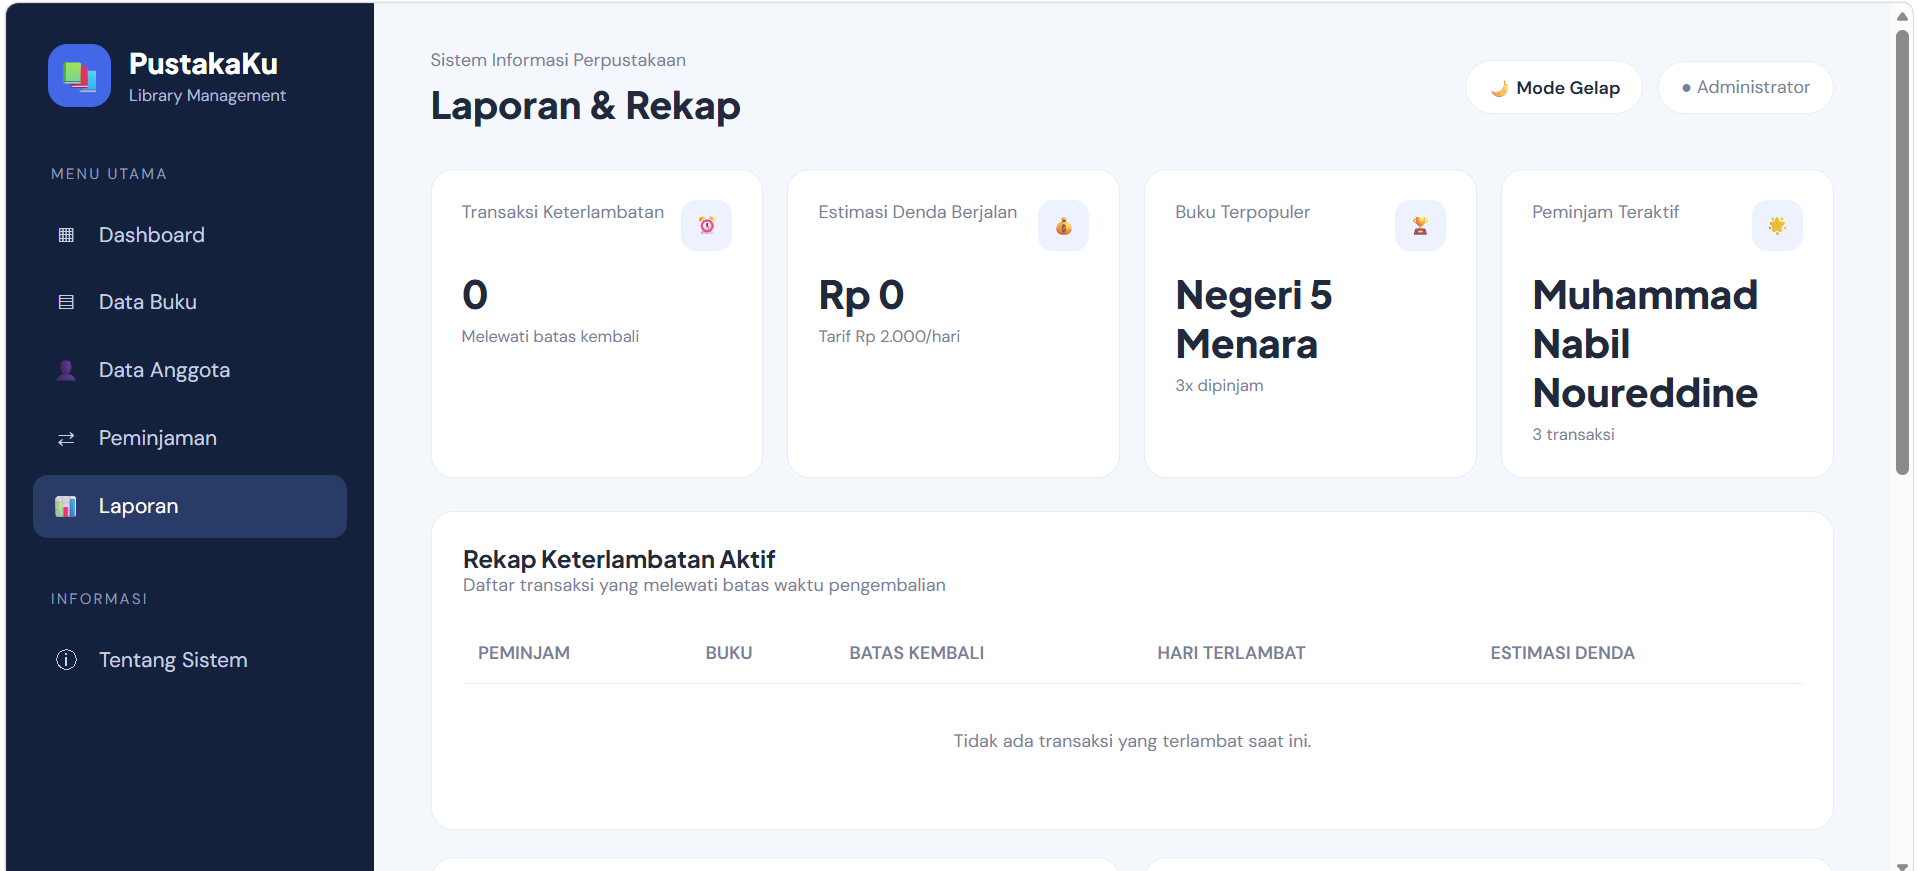 PustakaKu
Library Management
MENU UTAMA
Dashboard
Data Buku
Data Anggota
Peminjaman
Laporan
INFORMASI
Tentang Sistem
Sistem Informasi Perpustakaan
Laporan & Rekap
Mode Gelap
Administrator
Transaksi Keterlambatan
0
Melewati batas kembali
Estimasi Denda Berjalan
Rp 0
Tarif Rp 2.000/hari
Buku Terpopuler
Negeri 5
Menara
3x dipinjam
Peminjam Teraktif
Muhammad
Nabil
Noureddine
3 transaksi
Rekap Keterlambatan Aktif
Daftar transaksi yang melewati batas waktu pengembalian
PEMINJAM BUKU BATAS KEMBALI HARI TERLAMBAT ESTIMASI DENDA
Tidak ada transaksi yang terlambat saat ini.